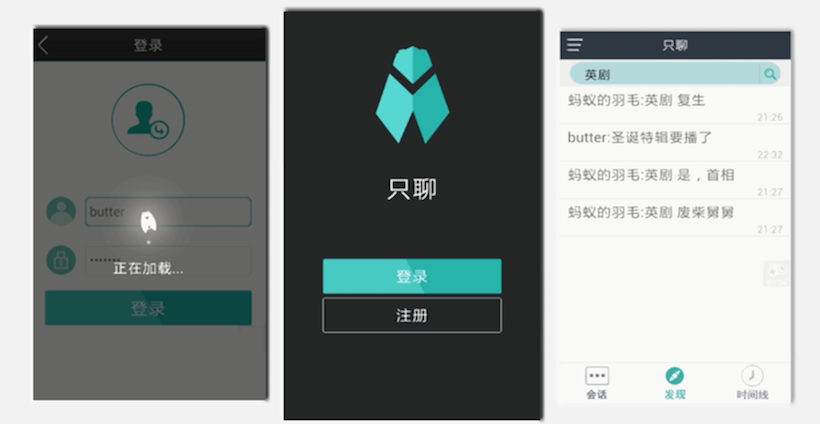 登录
butter
•••••••
正在加载...
登录
只聊
登录
注册
只聊
英剧
蚂蚁的羽毛:英剧 复生
21:26
butter:圣诞特辑要播了
22:32
蚂蚁的羽毛:英剧 是，首相
21:27
蚂蚁的羽毛:英剧 废柴舅舅
21:27
会话
发现
时间线